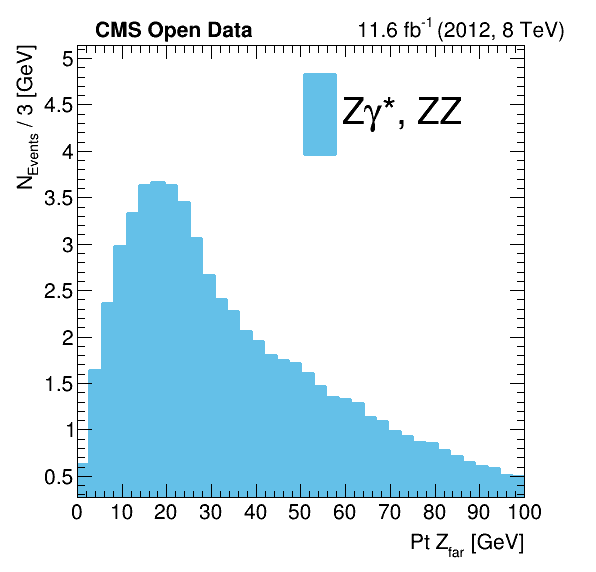 CMS Open Data
11.6 fb⁻¹ (2012, 8 TeV)
N_Events / 3 [GeV]
5
4.5
4
3.5
3
2.5
2
1.5
1
0.5
Zγ*, ZZ
0 10 20 30 40 50 60 70 80 90 100
Pt Z_far [GeV]